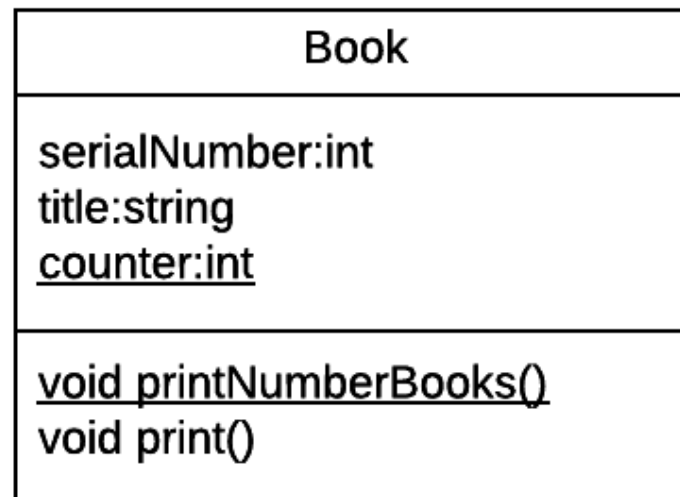 Book
serialNumber:int
title:string
counter:int
void printNumberBooks()
void print()